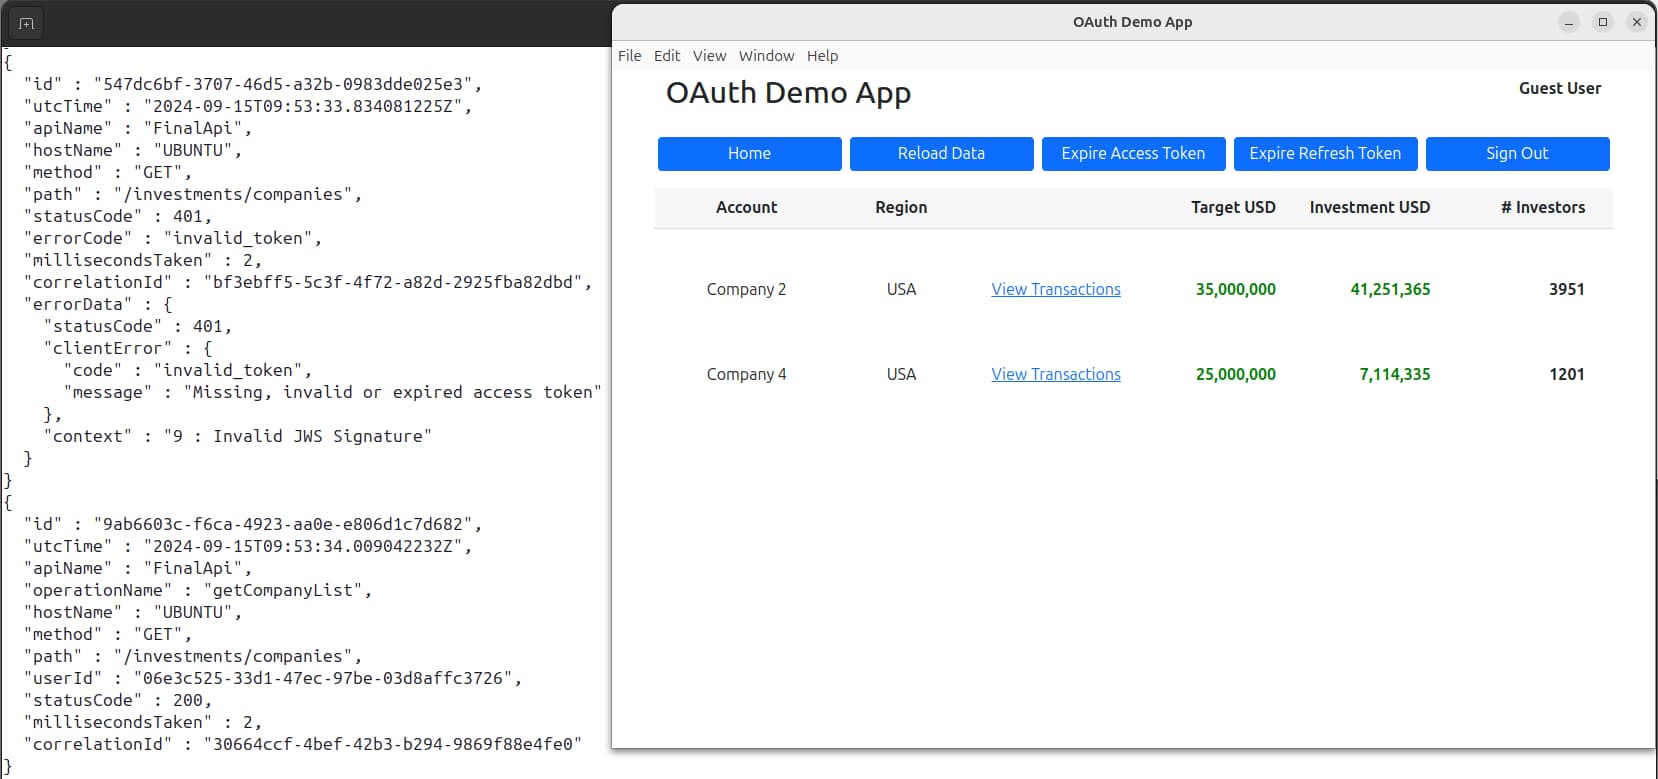 {
  "id" : "547dc6bf-3707-46d5-a32b-0983dde025e3",
  "utcTime" : "2024-09-15T09:53:33.834081225Z",
  "apiName" : "FinalApi",
  "hostName" : "UBUNTU",
  "method" : "GET",
  "path" : "/investments/companies",
  "statusCode" : 401,
  "errorCode" : "invalid_token",
  "millisecondsTaken" : 2,
  "correlationId" : "bf3ebff5-5c3f-4f72-a82d-2925fba82dbd",
  "errorData" : {
    "statusCode" : 401,
    "clientError" : {
      "code" : "invalid_token",
      "message" : "Missing, invalid or expired access token"
    },
    "context" : "9 : Invalid JWS Signature"
  }
}
{
  "id" : "9ab6603c-f6ca-4923-aa0e-e806d1c7d682",
  "utcTime" : "2024-09-15T09:53:34.009042232Z",
  "apiName" : "FinalApi",
  "operationName" : "getCompanyList",
  "hostName" : "UBUNTU",
  "method" : "GET",
  "path" : "/investments/companies",
  "userId" : "06e3c525-33d1-47ec-97be-03d8affc3726",
  "statusCode" : 200,
  "millisecondsTaken" : 2,
  "correlationId" : "30664ccf-4bef-42b3-b294-9869f88e4fe0"
}
OAuth Demo App
File Edit View Window Help
OAuth Demo App
Guest User
Home Reload Data Expire Access Token Expire Refresh Token Sign Out
Account Region Target USD Investment USD # Investors
Company 2 USA View Transactions 35,000,000 41,251,365 3951
Company 4 USA View Transactions 25,000,000 7,114,335 1201